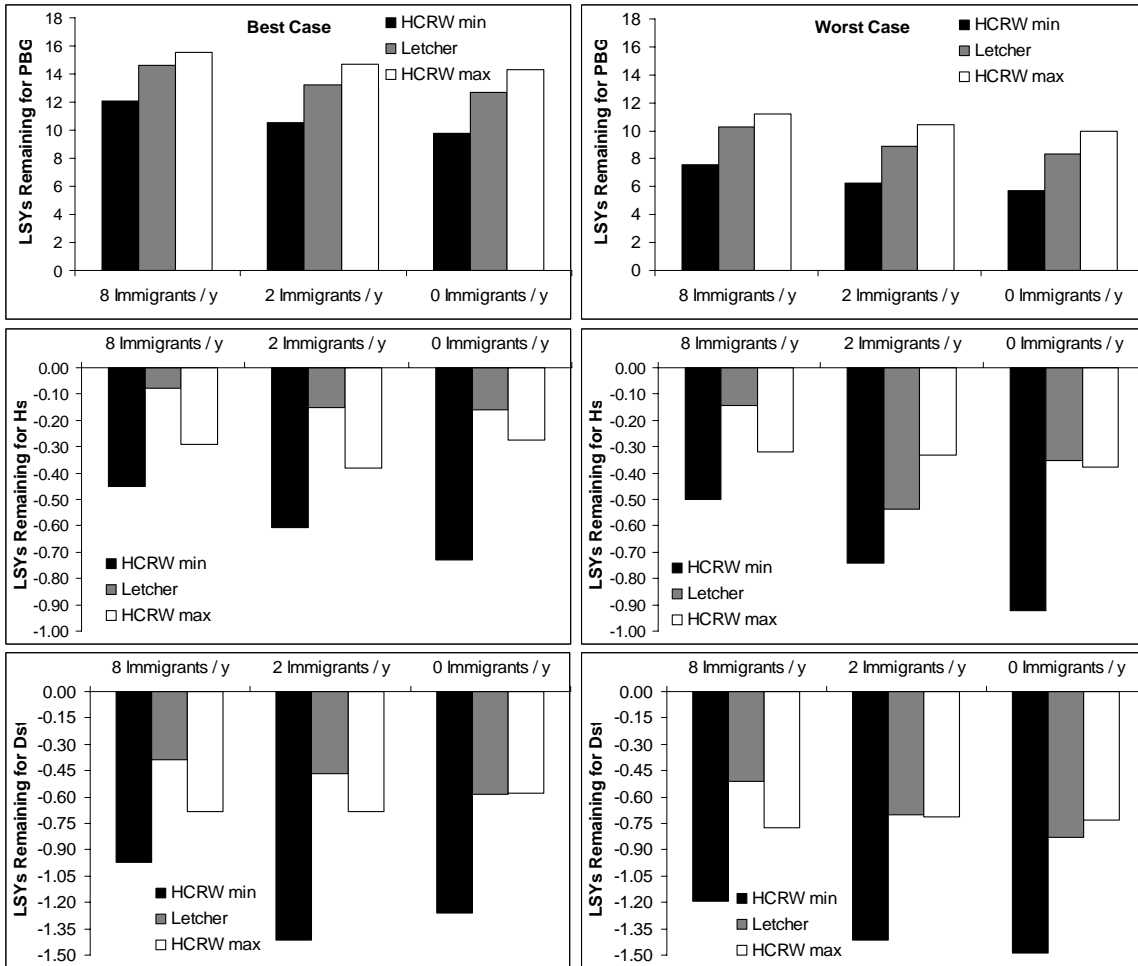 Best Case
HCRW min
Letcher
HCRW max
LSYs Remaining for PBG
18
16
14
12
10
8
6
4
2
0
8 Immigrants / y
2 Immigrants / y
0 Immigrants / y
Worst Case
HCRW min
Letcher
HCRW max
LSYs Remaining for PBG
18
16
14
12
10
8
6
4
2
0
8 Immigrants / y
2 Immigrants / y
0 Immigrants / y
8 Immigrants / y
2 Immigrants / y
0 Immigrants / y
LSYs Remaining for Hs
0.00
-0.10
-0.20
-0.30
-0.40
-0.50
-0.60
-0.70
-0.80
-0.90
-1.00
HCRW min
Letcher
HCRW max
8 Immigrants / y
2 Immigrants / y
0 Immigrants / y
LSYs Remaining for Hs
0.00
-0.10
-0.20
-0.30
-0.40
-0.50
-0.60
-0.70
-0.80
-0.90
-1.00
HCRW min
Letcher
HCRW max
8 Immigrants / y
2 Immigrants / y
0 Immigrants / y
LSYs Remaining for Dst
0.00
-0.15
-0.30
-0.45
-0.60
-0.75
-0.90
-1.05
-1.20
-1.35
-1.50
HCRW min
Letcher
HCRW max
8 Immigrants / y
2 Immigrants / y
0 Immigrants / y
LSYs Remaining for Dst
0.00
-0.15
-0.30
-0.45
-0.60
-0.75
-0.90
-1.05
-1.20
-1.35
-1.50
HCRW min
Letcher
HCRW max